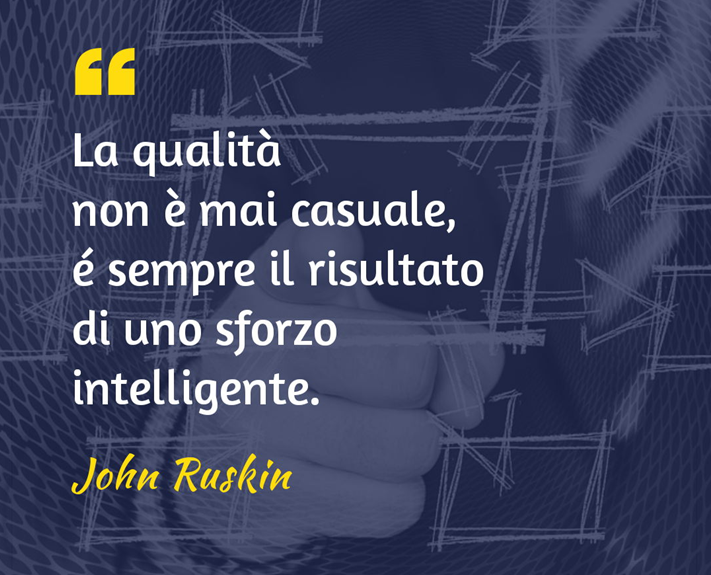 “
La qualità
non è mai casuale,
é sempre il risultato
di uno sforzo
intelligente.
John Ruskin